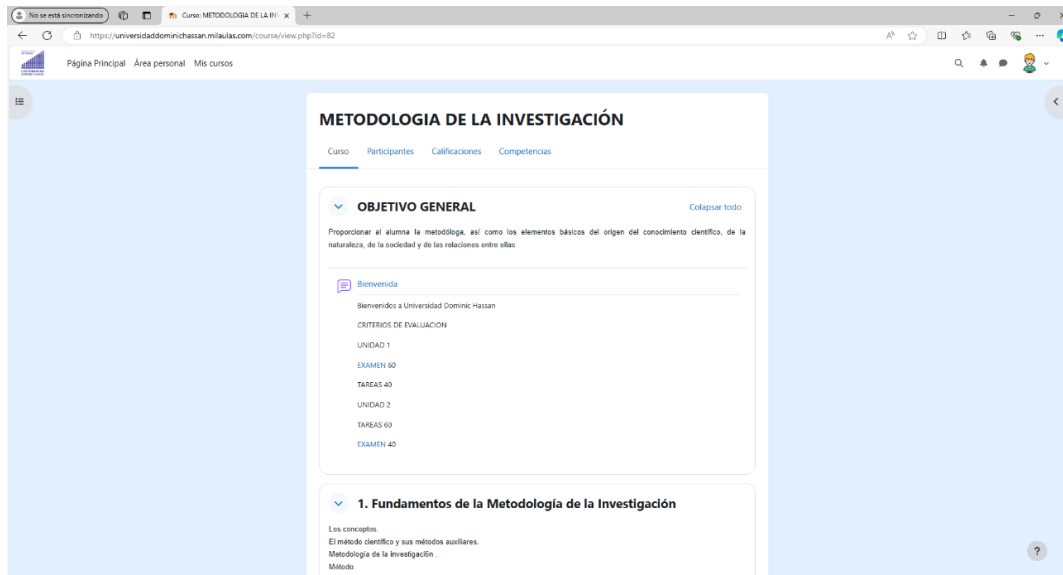 No se está sincronizando
Curso: METODOLOGIA DE LA IN
https://universidaddominichassan.milaulas.com/course/view.php?id=82
Página Principal Área personal Mis cursos
METODOLOGIA DE LA INVESTIGACIÓN
Curso Participantes Calificaciones Competencias
OBJETIVO GENERAL
Colapsar todo
Proporcionar al alumna la metodóloga, así como los elementos básicos del origen del conocimiento científico, de la
naturaleza, de la sociedad y de las relaciones entre ellas.
Bienvenida
Bienvenidos a Universidad Dominic Hassan
CRITERIOS DE EVALUACION
UNIDAD 1
EXAMEN 60
TAREAS 40
UNIDAD 2
TAREAS 60
EXAMEN 40
1. Fundamentos de la Metodología de la Investigación
Los conceptos.
El método científico y sus métodos auxiliares.
Metodología de la investigación .
Método.
?